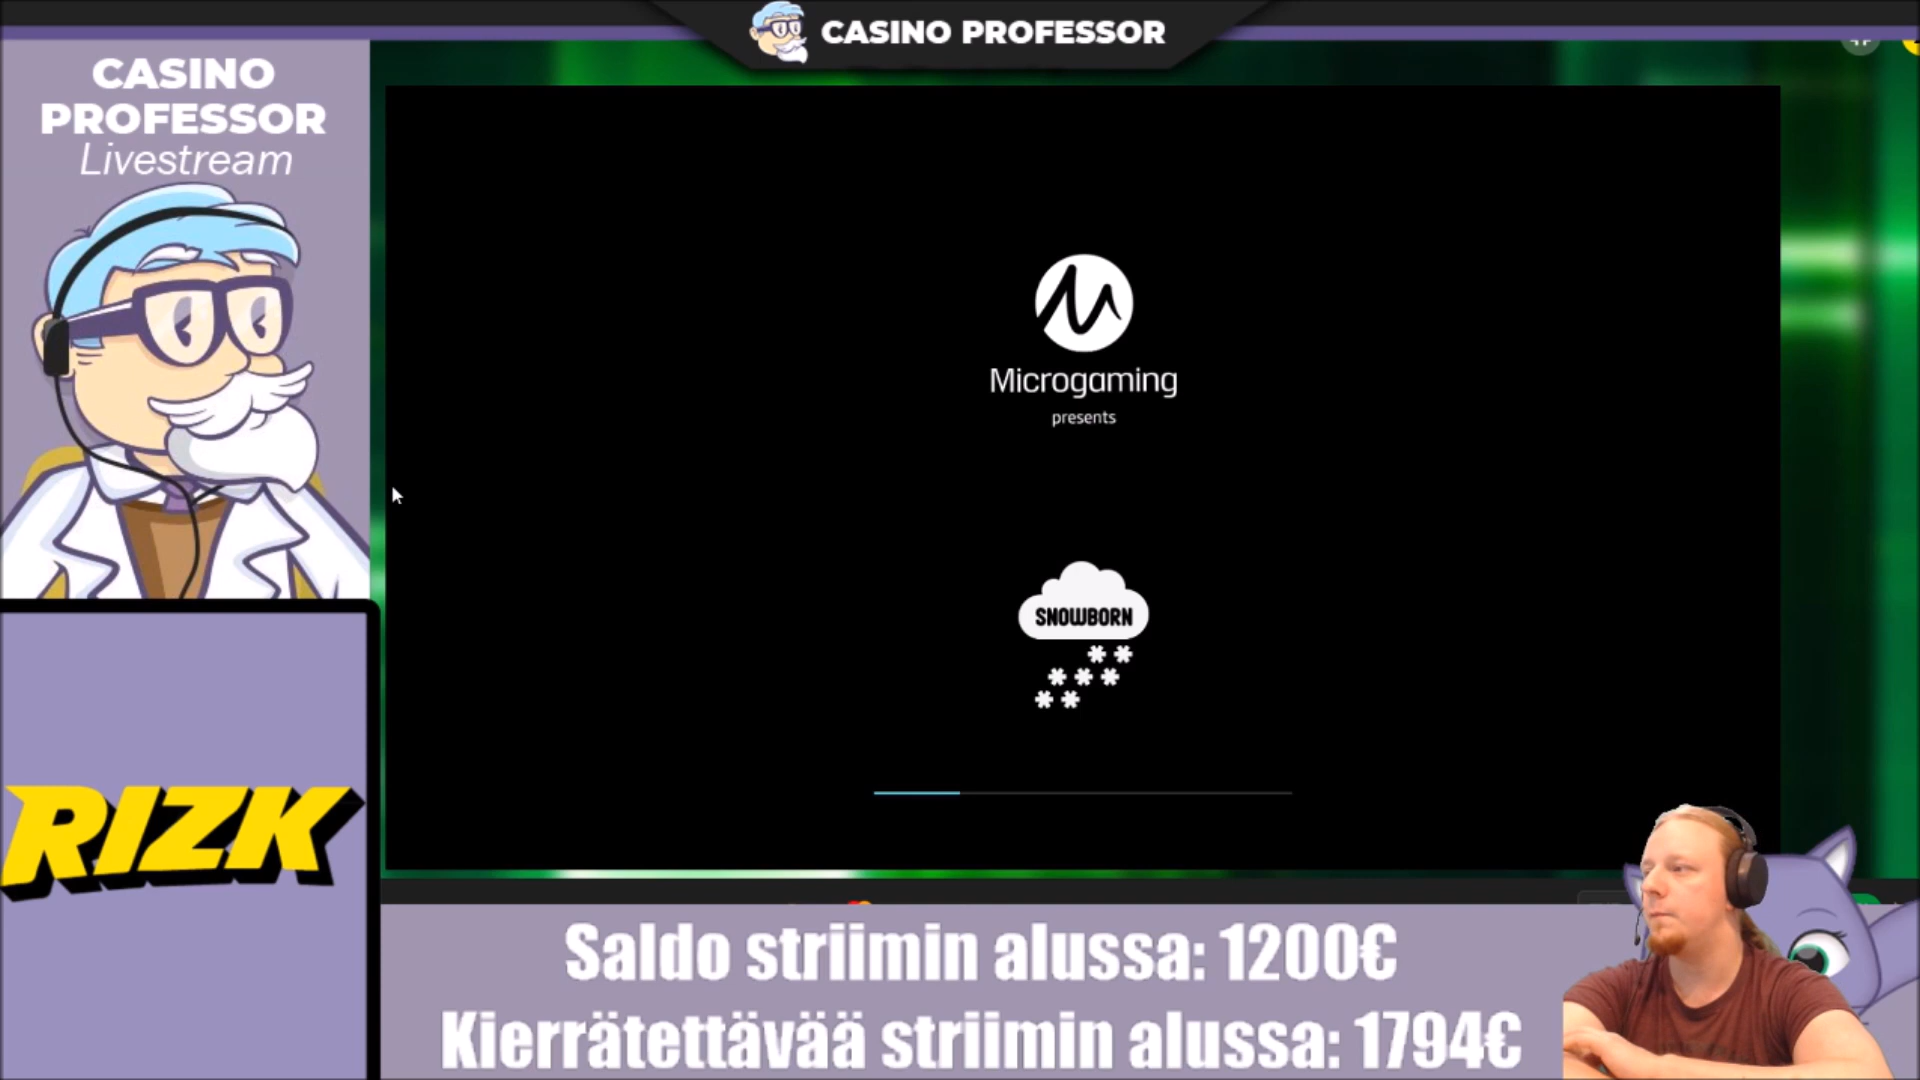 CASINO PROFESSOR
CASINO
PROFESSOR
Livestream
Microgaming
presents
SNOWBORN
RIZK
Saldo striimin alussa: 1200€
Kierrätettävää striimin alussa: 1794€